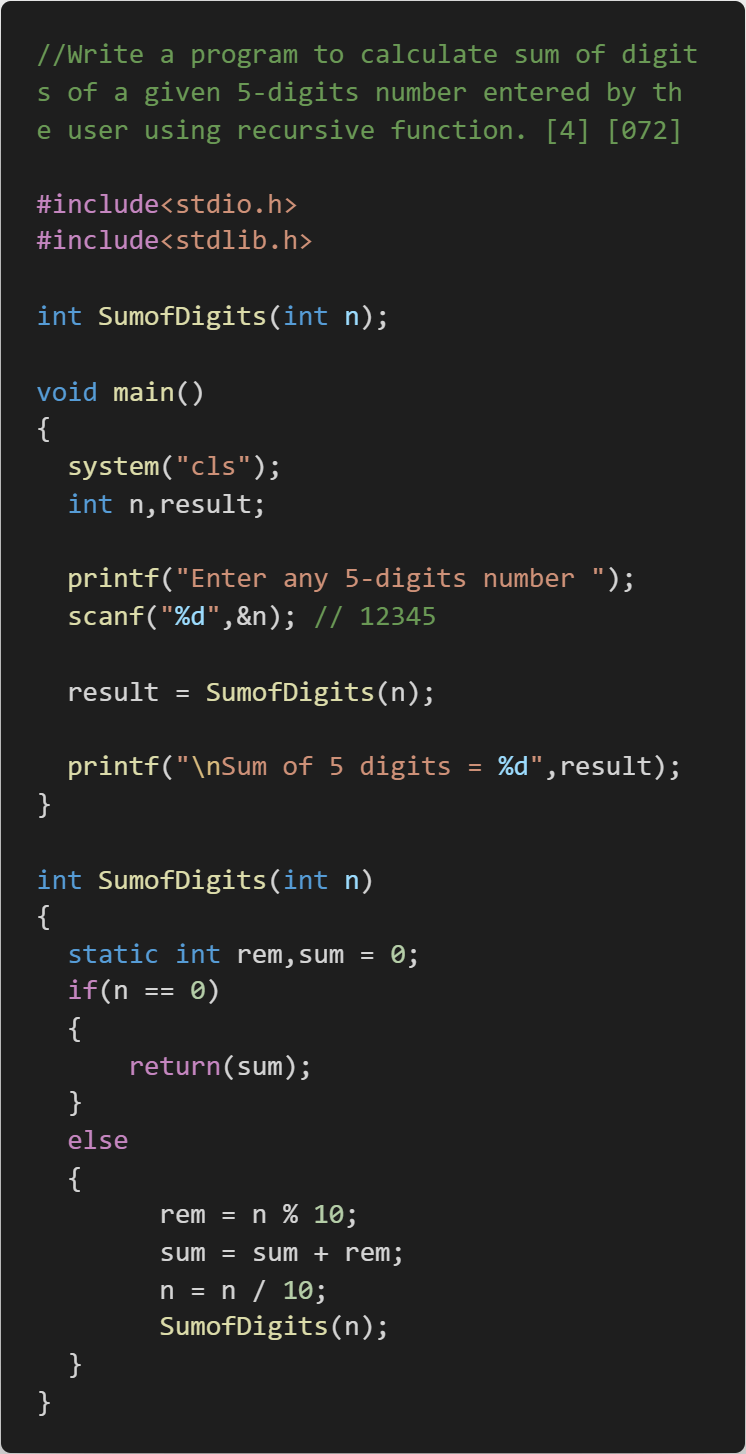 //Write a program to calculate sum of digit
s of a given 5-digits number entered by th
e user using recursive function. [4] [072]
#include<stdio.h>
#include<stdlib.h>
int SumofDigits(int n);
void main()
{
  system("cls");
  int n,result;
  printf("Enter any 5-digits number ");
  scanf("%d",&n); // 12345
  result = SumofDigits(n);
  printf("\nSum of 5 digits = %d",result);
}
int SumofDigits(int n)
{
  static int rem,sum = 0;
  if(n == 0)
  {
      return(sum);
  }
  else
  {
        rem = n % 10;
        sum = sum + rem;
        n = n / 10;
        SumofDigits(n);
  }
}